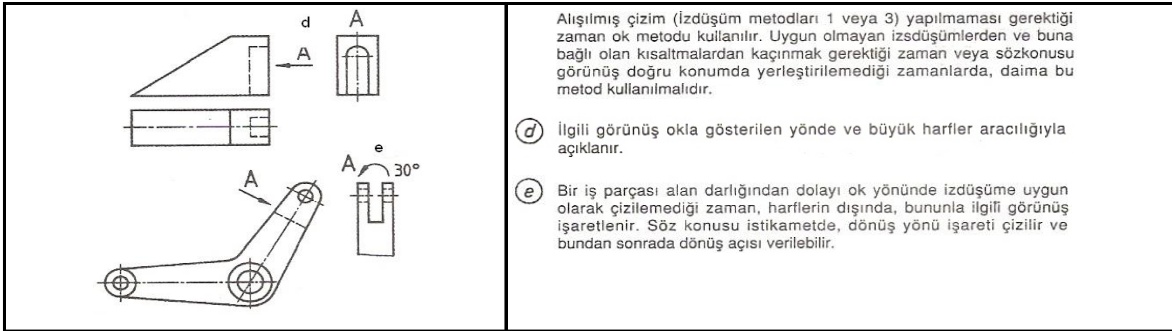 d
A
A
e
A
30°
A
Alışılmış çizim (İzdüşüm metodları 1 veya 3) yapılmaması gerektiği
zaman ok metodu kullanılır. Uygun olmayan izsdüşümlerden ve buna
bağlı olan kısaltmalardan kaçınmak gerektiği zaman veya sözkonusu
görünüş doğru konumda yerleştirilemediği zamanlarda, daima bu
metod kullanılmalıdır.
d İlgili görünüş okla gösterilen yönde ve büyük harfler aracılığıyla
açıklanır.
e Bir iş parçası alan darlığından dolayı ok yönünde izdüşüme uygun
olarak çizilemediği zaman, harflerin dışında, bununla ilgili görünüş
işaretlenir. Söz konusu istikametde, dönüş yönü işareti çizilir ve
bundan sonrada dönüş açısı verilebilir.